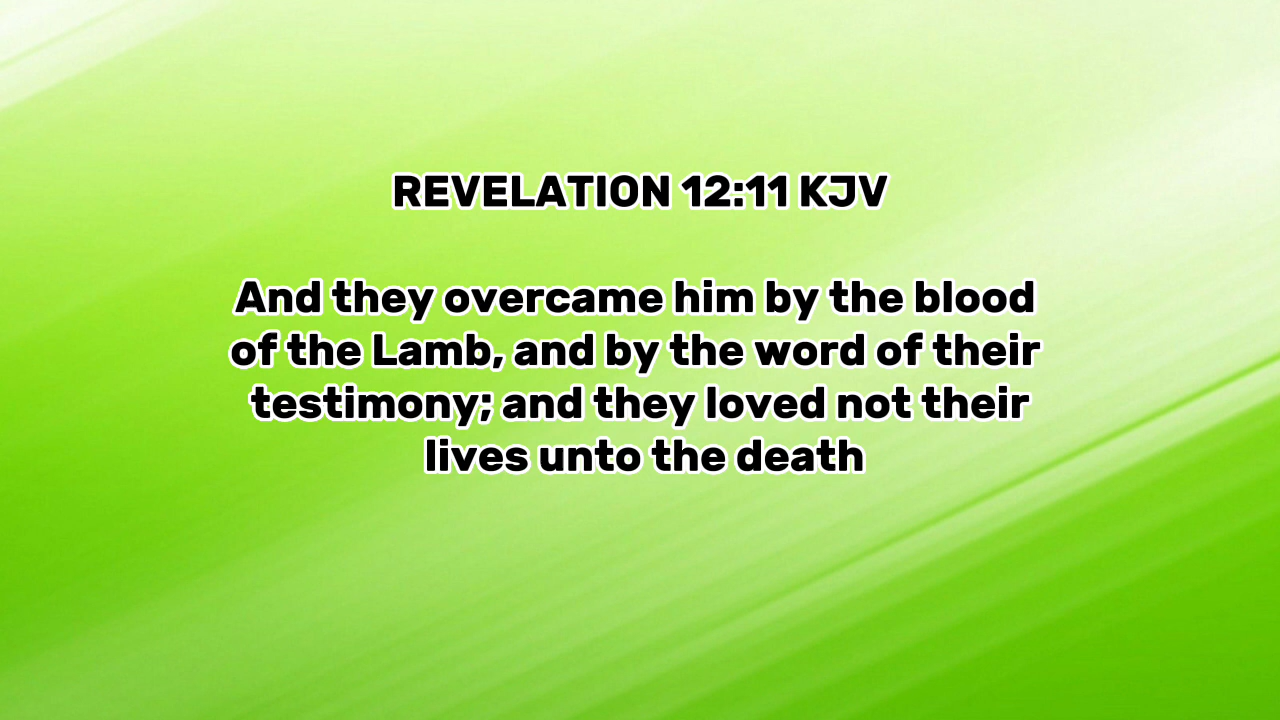 REVELATION 12:11 KJV
And they overcame him by the blood
of the Lamb, and by the word of their
testimony; and they loved not their
lives unto the death